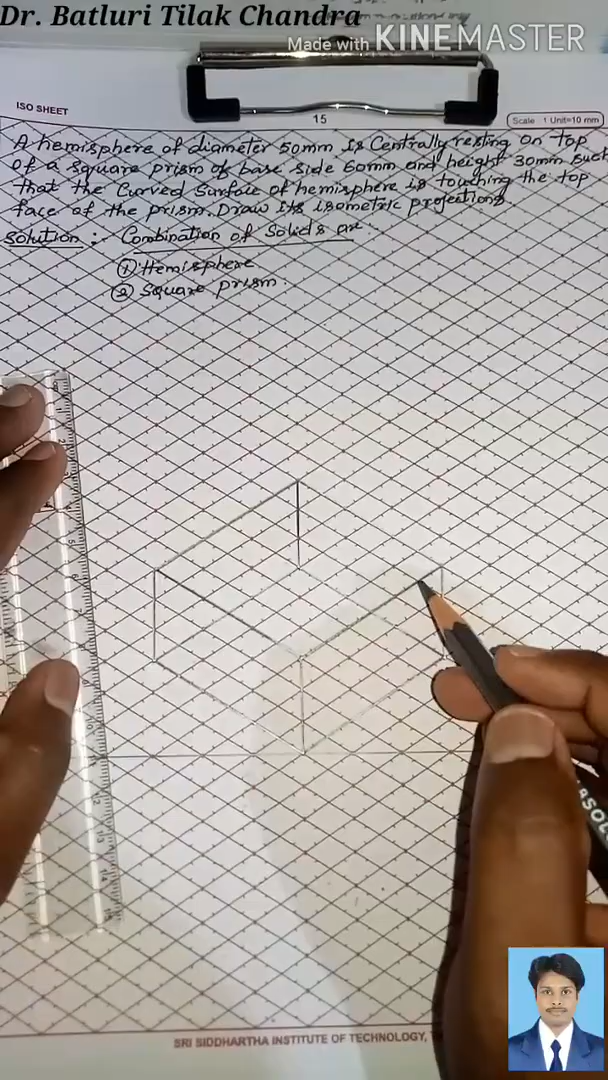 Dr. Batluri Tilak Chandra
Made with KINEMASTER
ISO SHEET
15
Scale 1 Unit=10 mm
A hemisphere of diameter 50mm is Centrally resting on top
of a square prism of base side 60mm and height 30mm such
that the Curved Surface of hemisphere is touching the top
face of the prism. Draw its isometric projections.
Solution :- Combination of Solids are:
① Hemisphere
② Square prism.
SRI SIDDHARTHA INSTITUTE OF TECHNOLOGY,